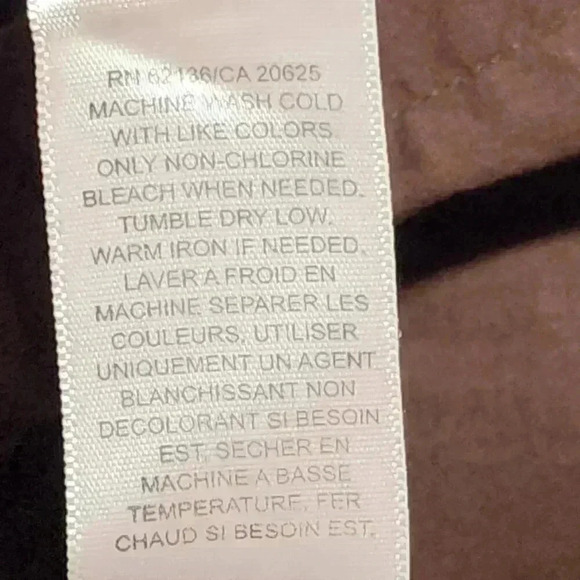 RN 62136/CA 20625
MACHINE WASH COLD
WITH LIKE COLORS
ONLY NON-CHLORINE
BLEACH WHEN NEEDED.
TUMBLE DRY LOW.
WARM IRON IF NEEDED.
LAVER A FROID EN
MACHINE SEPARER LES
COULEURS. UTILISER
UNIQUEMENT UN AGENT
BLANCHISSANT NON
DECOLORANT SI BESOIN
EST. SECHER EN
MACHINE A BASSE
TEMPERATURE. FER
CHAUD SI BESOIN EST.